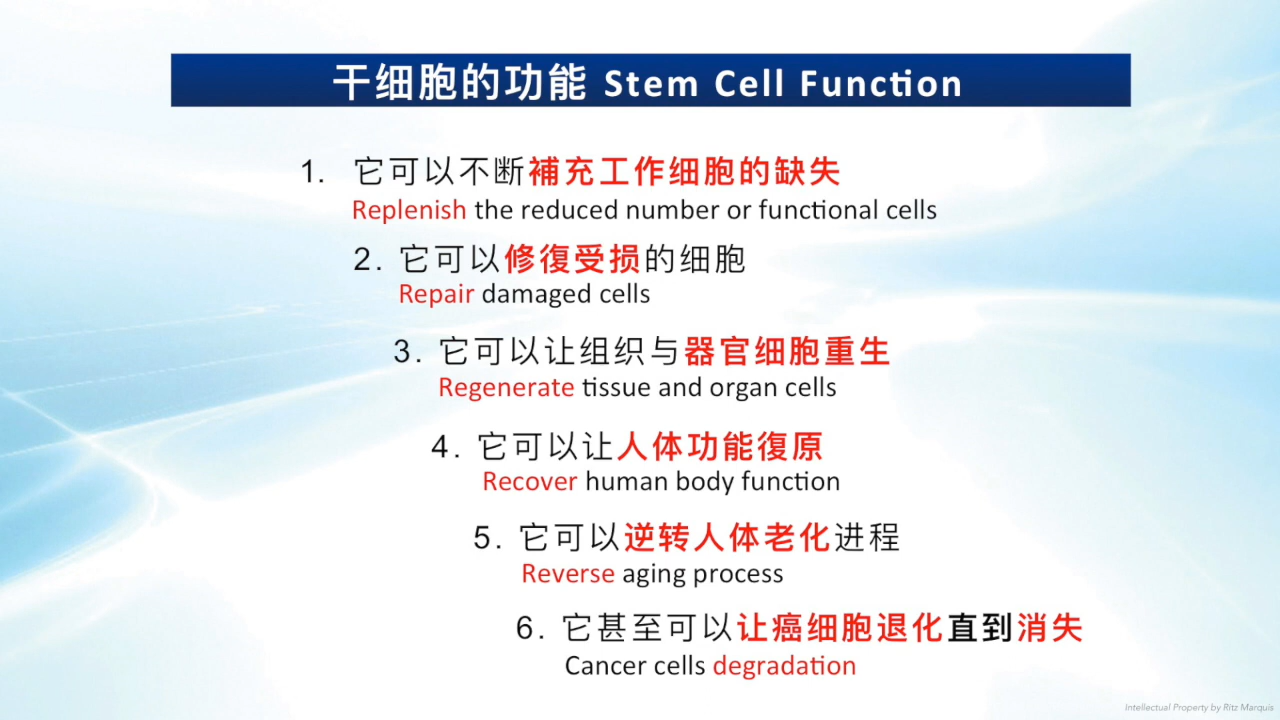 干细胞的功能 Stem Cell Function
1. 它可以不断補充工作细胞的缺失
Replenish the reduced number or functional cells
2. 它可以修復受损的细胞
Repair damaged cells
3. 它可以让组织与器官细胞重生
Regenerate tissue and organ cells
4. 它可以让人体功能復原
Recover human body function
5. 它可以逆转人体老化进程
Reverse aging process
6. 它甚至可以让癌细胞退化直到消失
Cancer cells degradation
Intellectual Property by Ritz Marquis